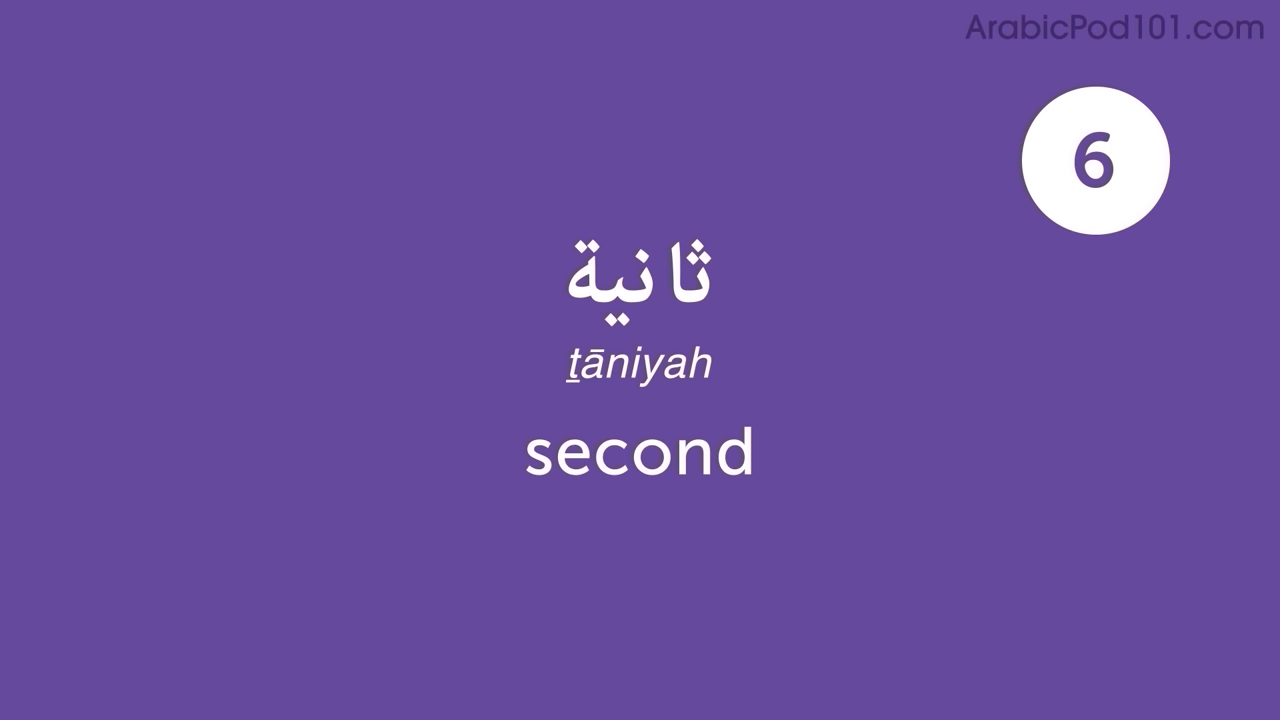 ArabicPod101.com
6
ثانية
ṯāniyah
second